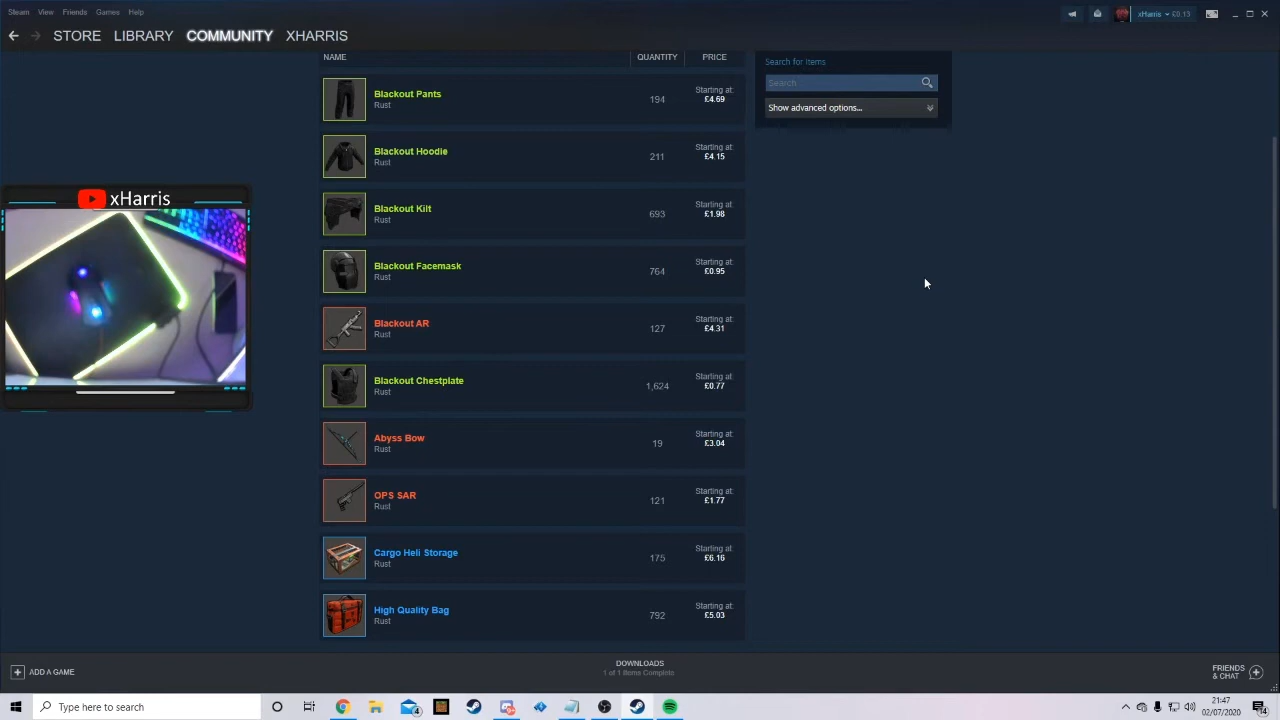 Steam View Friends Games Help
xHarris £0.13
STORE LIBRARY COMMUNITY XHARRIS
NAME QUANTITY PRICE
Blackout Pants
Rust
194
Starting at:
£4.69
Blackout Hoodie
Rust
211
Starting at:
£4.15
Blackout Kilt
Rust
693
Starting at:
£1.98
Blackout Facemask
Rust
764
Starting at:
£0.95
Blackout AR
Rust
127
Starting at:
£4.31
Blackout Chestplate
Rust
1,624
Starting at:
£0.77
Abyss Bow
Rust
19
Starting at:
£3.04
OPS SAR
Rust
121
Starting at:
£1.77
Cargo Heli Storage
Rust
175
Starting at:
£6.16
High Quality Bag
Rust
792
Starting at:
£5.03
Search for Items
Search
Show advanced options...
xHarris
ADD A GAME
DOWNLOADS
1 of 1 Items Complete
FRIENDS
& CHAT
Type here to search
4
21:47
02/07/2020
14